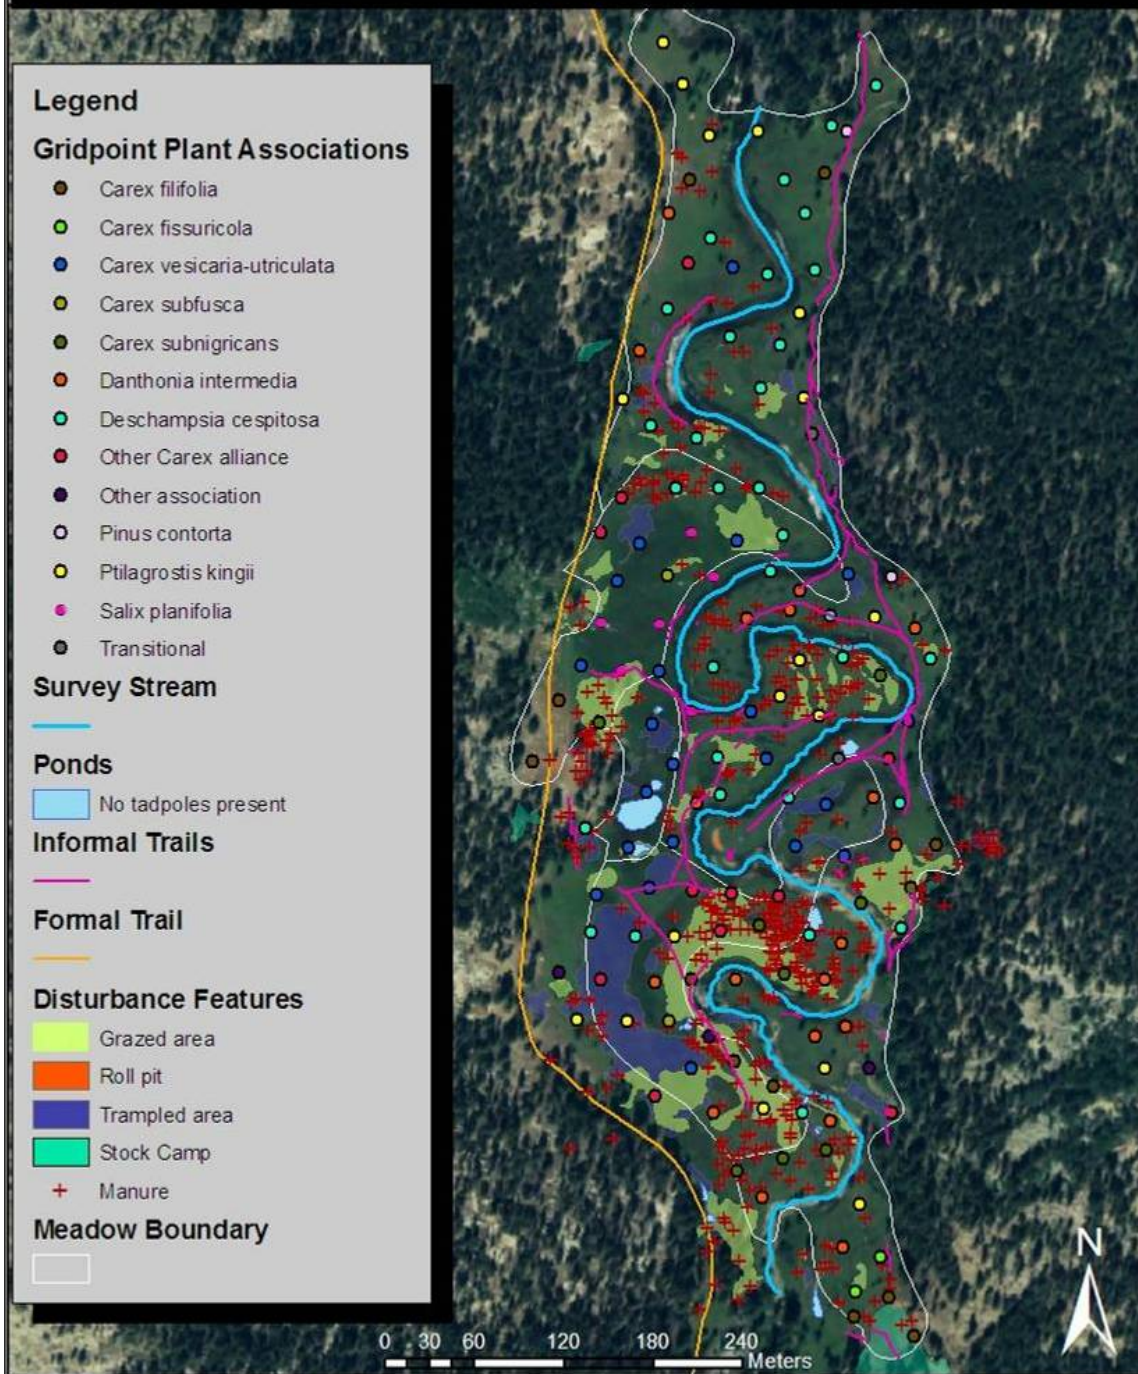 Legend
Gridpoint Plant Associations
Carex filifolia
Carex fissuricola
Carex vesicaria-utriculata
Carex subfusca
Carex subnigricans
Danthonia intermedia
Deschampsia cespitosa
Other Carex alliance
Other association
Pinus contorta
Ptilagrostis kingii
Salix planifolia
Transitional
Survey Stream
Ponds
No tadpoles present
Informal Trails
Formal Trail
Disturbance Features
Grazed area
Roll pit
Trampled area
Stock Camp
Manure
Meadow Boundary
N
0 30 60 120 180 240
Meters